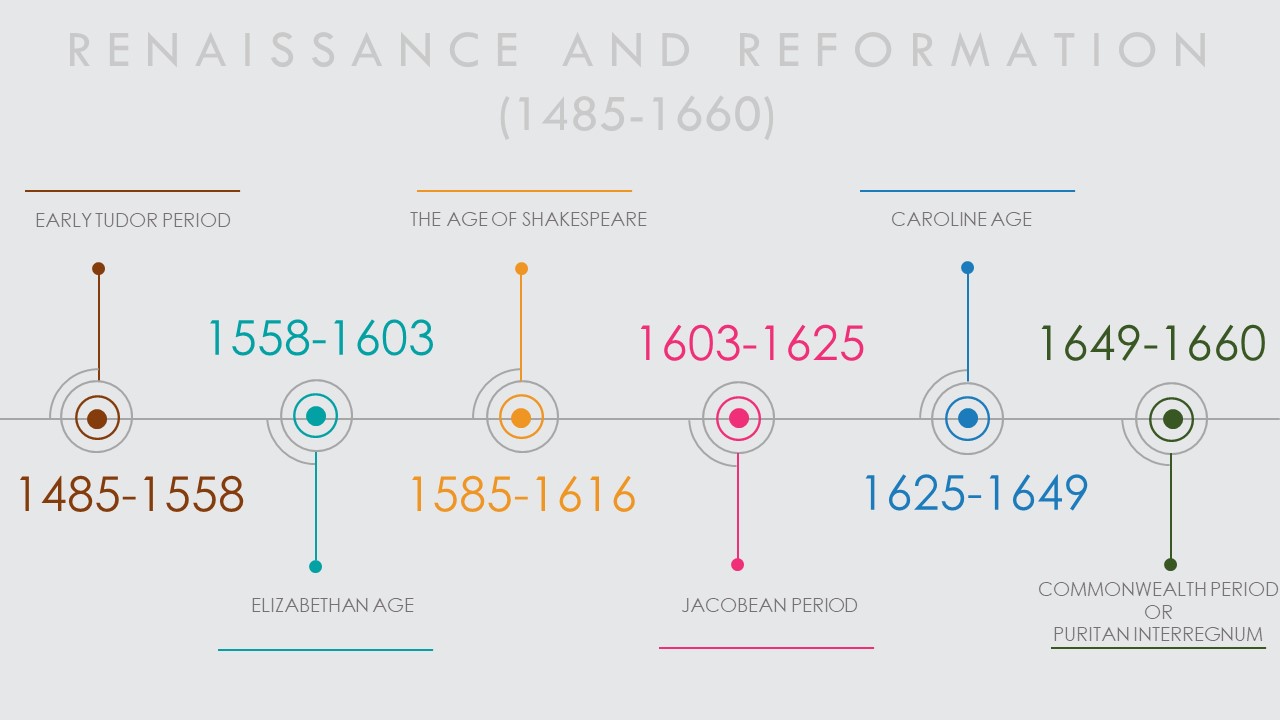 RENAISSANCE AND REFORMATION
(1485-1660)
EARLY TUDOR PERIOD
THE AGE OF SHAKESPEARE
CAROLINE AGE
1558-1603
1603-1625
1649-1660
1485-1558
1585-1616
1625-1649
ELIZABETHAN AGE
JACOBEAN PERIOD
COMMONWEALTH PERIOD
OR
PURITAN INTERREGNUM